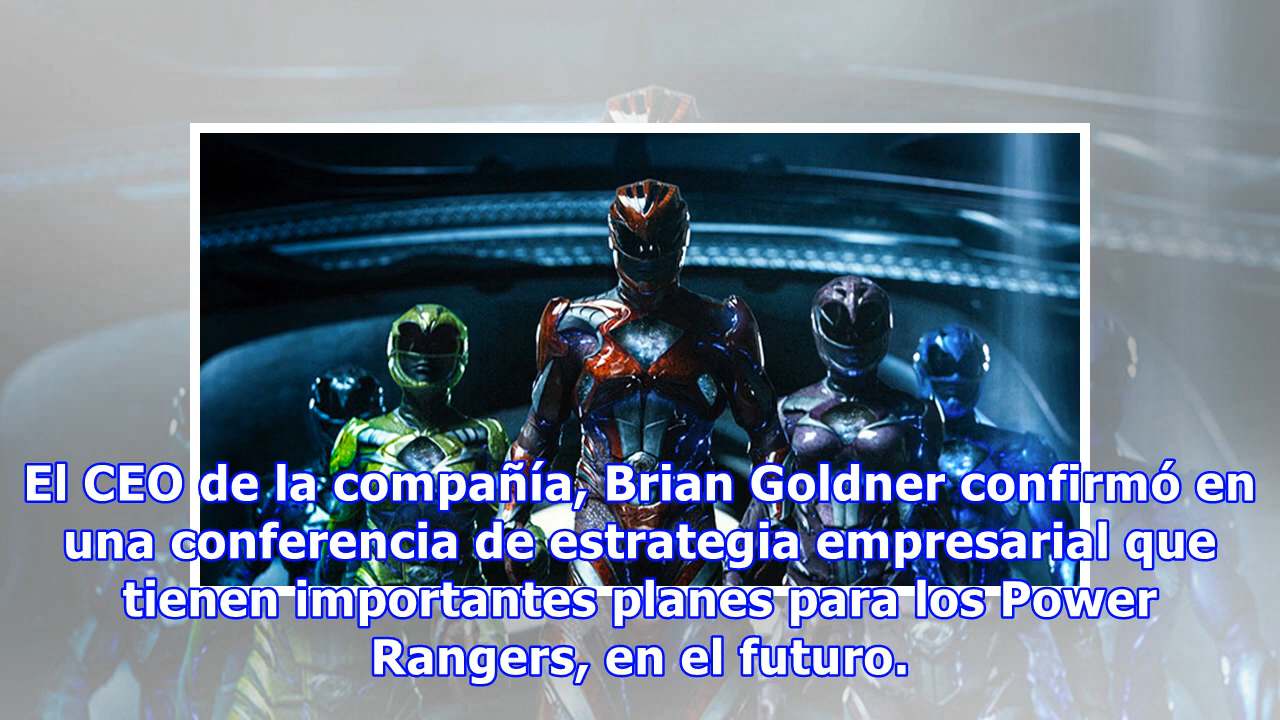 El CEO de la compañía, Brian Goldner confirmó en
una conferencia de estrategia empresarial que
tienen importantes planes para los Power
Rangers, en el futuro.